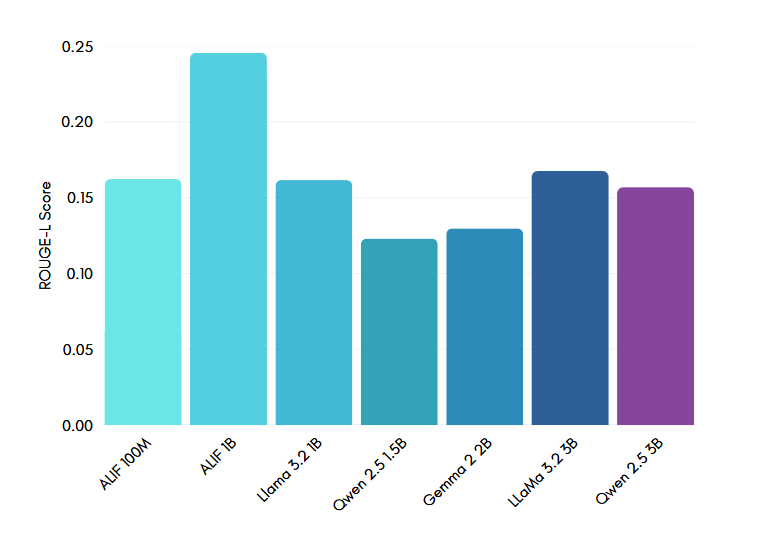 0.25
0.20
0.15
0.10
0.05
0.00
ROUGE-L Score
ALIF 100M
ALIF 1B
Llama 3.2 1B
Qwen 2.5 1.5B
Gemma 2 2B
LLaMa 3.2 3B
Qwen 2.5 3B